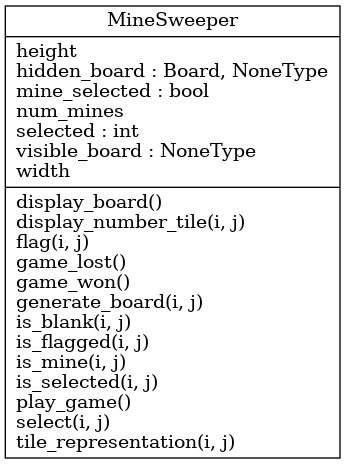 MineSweeper
height
hidden_board : Board, NoneType
mine_selected : bool
num_mines
selected : int
visible_board : NoneType
width
display_board()
display_number_tile(i, j)
flag(i, j)
game_lost()
game_won()
generate_board(i, j)
is_blank(i, j)
is_flagged(i, j)
is_mine(i, j)
is_selected(i, j)
play_game()
select(i, j)
tile_representation(i, j)